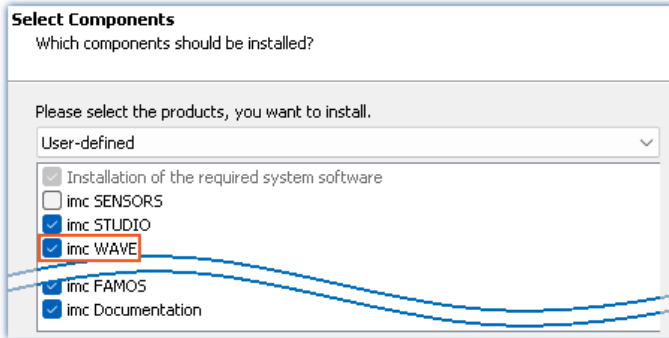 Select Components
Which components should be installed?
Please select the products, you want to install.
User-defined
Installation of the required system software
imc SENSORS
imc STUDIO
imc WAVE
imc FAMOS
imc Documentation